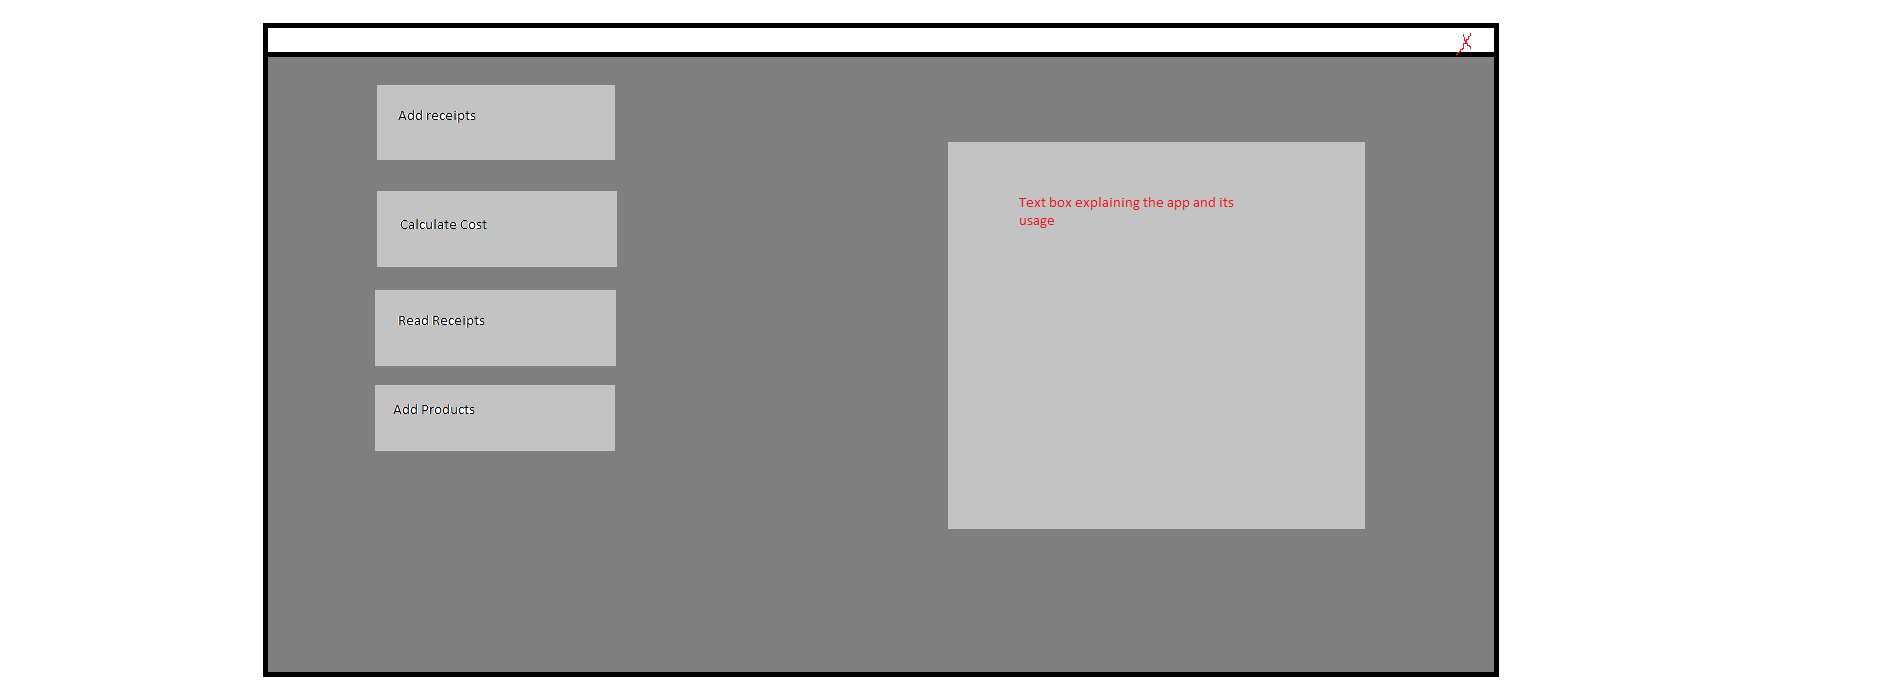 X
Add receipts
Calculate Cost
Read Receipts
Add Products
Text box explaining the app and its
usage